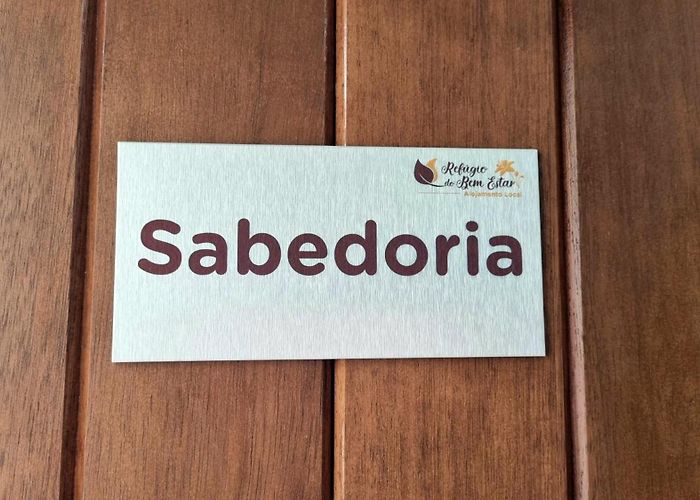 Refúgio
do Bem Estar
Alojamento Local
Sabedoria